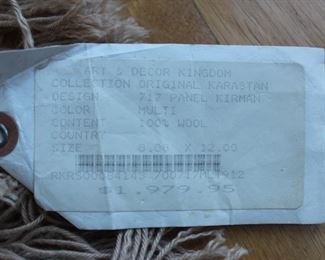 ART & DECOR KINGDOM
COLLECTION ORIGINAL KARASTAN
DESIGN 717 PANEL KIRMAN
COLOR MULTI
CONTENT 100% WOOL
COUNTRY
SIZE 8.00 X 12.00
$1,979.95